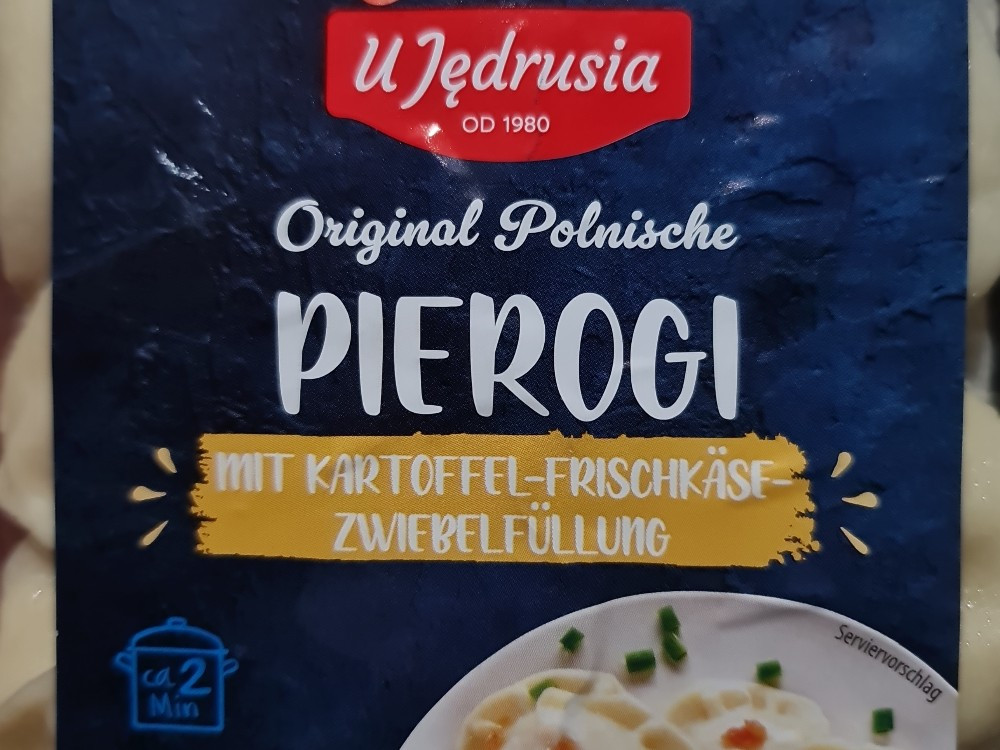 U Jędrusia
OD 1980
Original Polnische
PIEROGI
MIT KARTOFFEL-FRISCHKÄSE-
ZWIEBELFÜLLUNG
ca 2
Min
Serviervorschlag